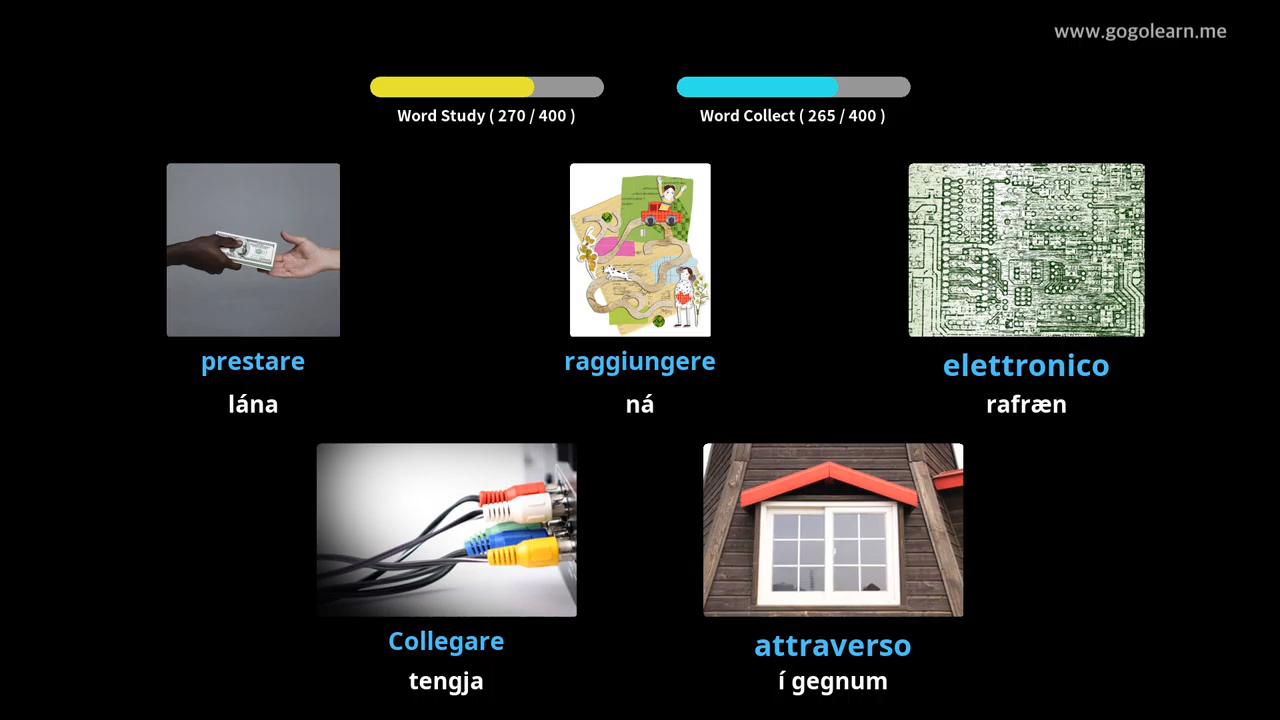 www.gogolearn.me
Word Study ( 270 / 400 )
Word Collect ( 265 / 400 )
prestare
lána
raggiungere
ná
elettronico
rafræn
Collegare
tengja
attraverso
í gegnum